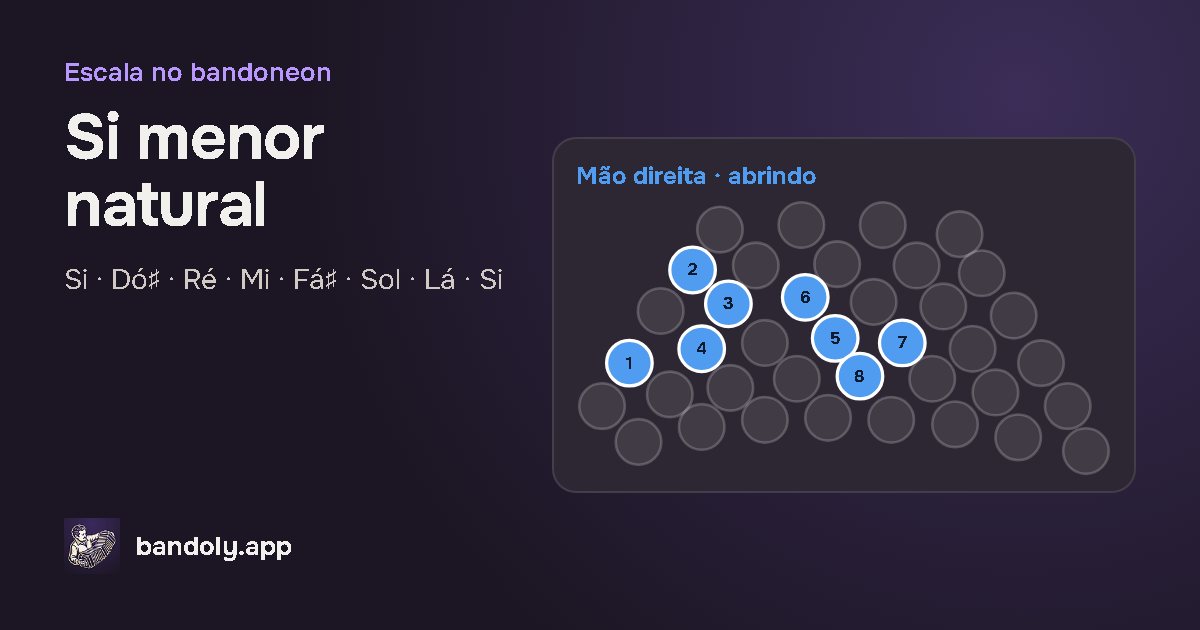 Escala no bandoneon
Si menor
natural
Si · Dó♯ · Ré · Mi · Fá♯ · Sol · Lá · Si
Mão direita · abrindo
2
3
6
5
7
4
1
8
bandoly.app